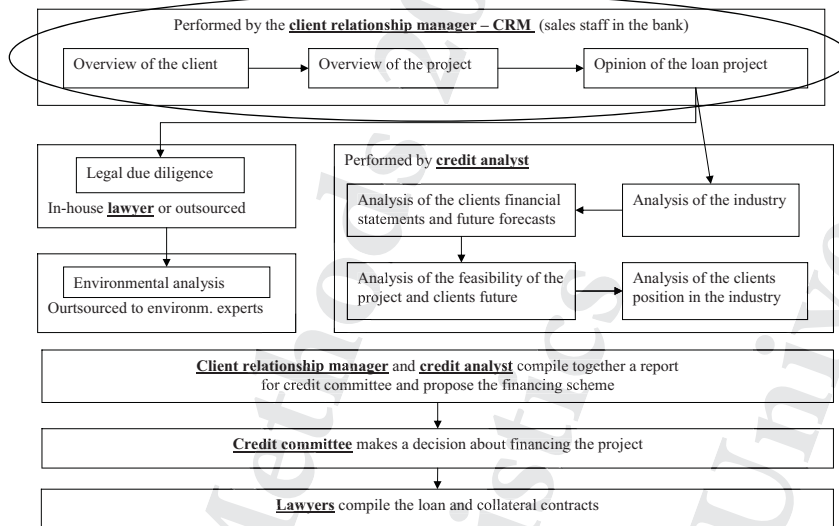 Performed by the client relationship manager – CRM (sales staff in the bank)
Overview of the client
Overview of the project
Opinion of the loan project
Legal due diligence
In-house lawyer or outsourced
Environmental analysis
Ourtsourced to environm. experts
Performed by credit analyst
Analysis of the clients financial
statements and future forecasts
Analysis of the industry
Analysis of the feasibility of the
project and clients future
Analysis of the clients
position in the industry
Client relationship manager and credit analyst compile together a report
for credit committee and propose the financing scheme
Credit committee makes a decision about financing the project
Lawyers compile the loan and collateral contracts
Methods 20
istics
Unive